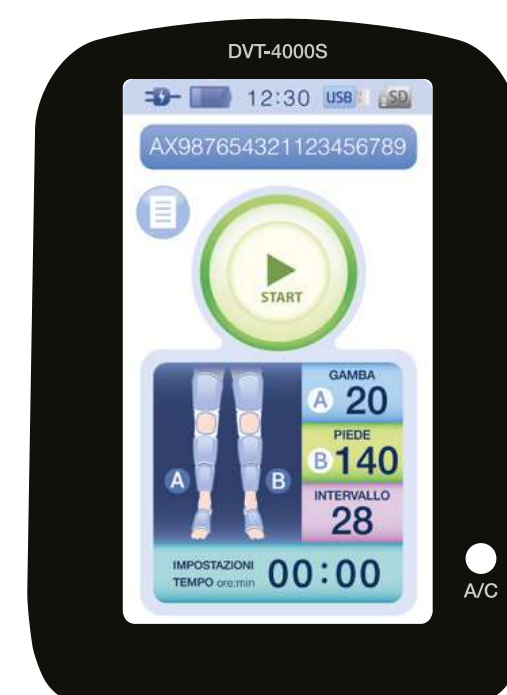 DVT-4000S
12:30 USB SD
AX987654321123456789
START
GAMBA
A 20
PIEDE
B 140
INTERVALLO
28
A B
IMPOSTAZIONI
TEMPO ore:min 00:00
A/C